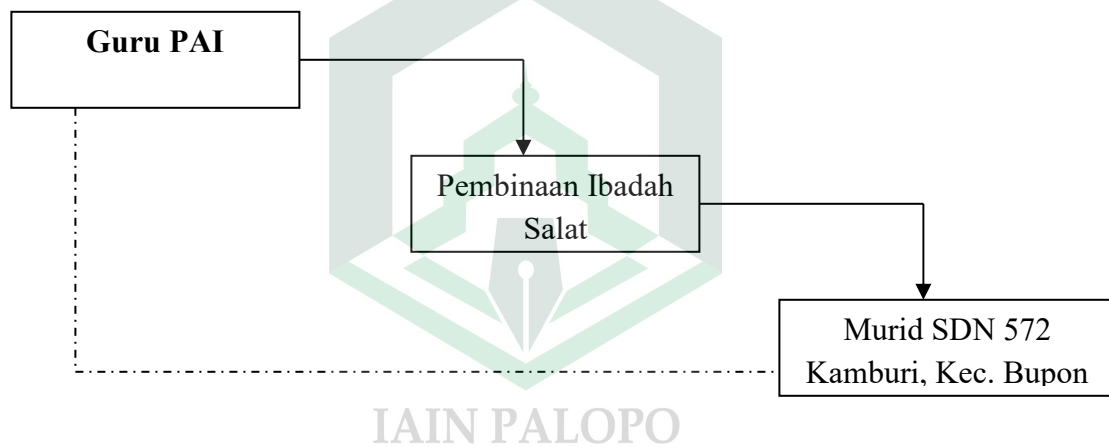 Guru PAI
Pembinaan Ibadah
Salat
Murid SDN 572
Kamburi, Kec. Bupon
IAIN PALOPO